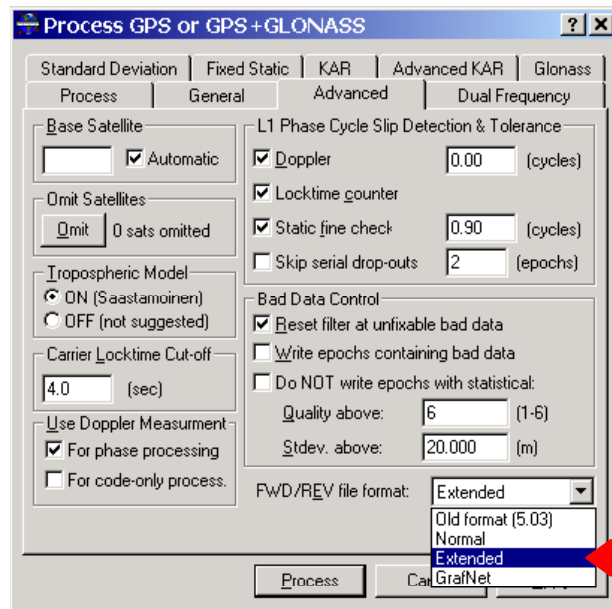 Process GPS or GPS+GLONASS
Standard Deviation Fixed Static KAR Advanced KAR Glonass
Process General Advanced Dual Frequency
Base Satellite
Automatic
Omit Satellites
Omit 0 sats omitted
Tropospheric Model
ON (Saastamoinen)
OFF (not suggested)
Carrier Locktime Cut-off
4.0 (sec)
Use Doppler Measurment
For phase processing
For code-only process.
L1 Phase Cycle Slip Detection & Tolerance
Doppler 0.00 (cycles)
Locktime counter
Static fine check 0.90 (cycles)
Skip serial drop-outs 2 (epochs)
Bad Data Control
Reset filter at unfixable bad data
Write epochs containing bad data
Do NOT write epochs with statistical:
Quality above: 6 (1-6)
Stdev. above: 20.000 (m)
FWD/REV file format: Extended
Old format (5.03)
Normal
Extended
GrafNet
Process